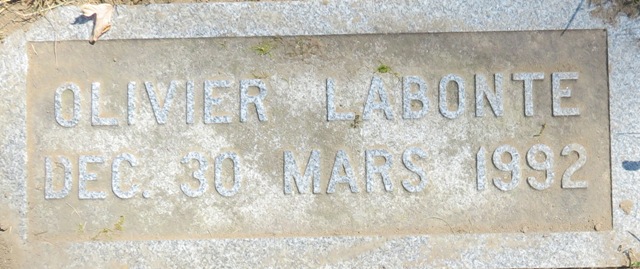 OLIVIER LABONTE
DEC. 30 MARS 1992